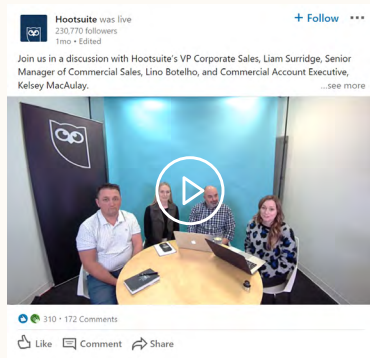 Hootsuite was live
+ Follow
230,770 followers
1mo • Edited
Join us in a discussion with Hootsuite's VP Corporate Sales, Liam Surridge, Senior
Manager of Commercial Sales, Lino Botelho, and Commercial Account Executive,
Kelsey MacAulay.
...see more
310 • 172 Comments
Like
Comment
Share